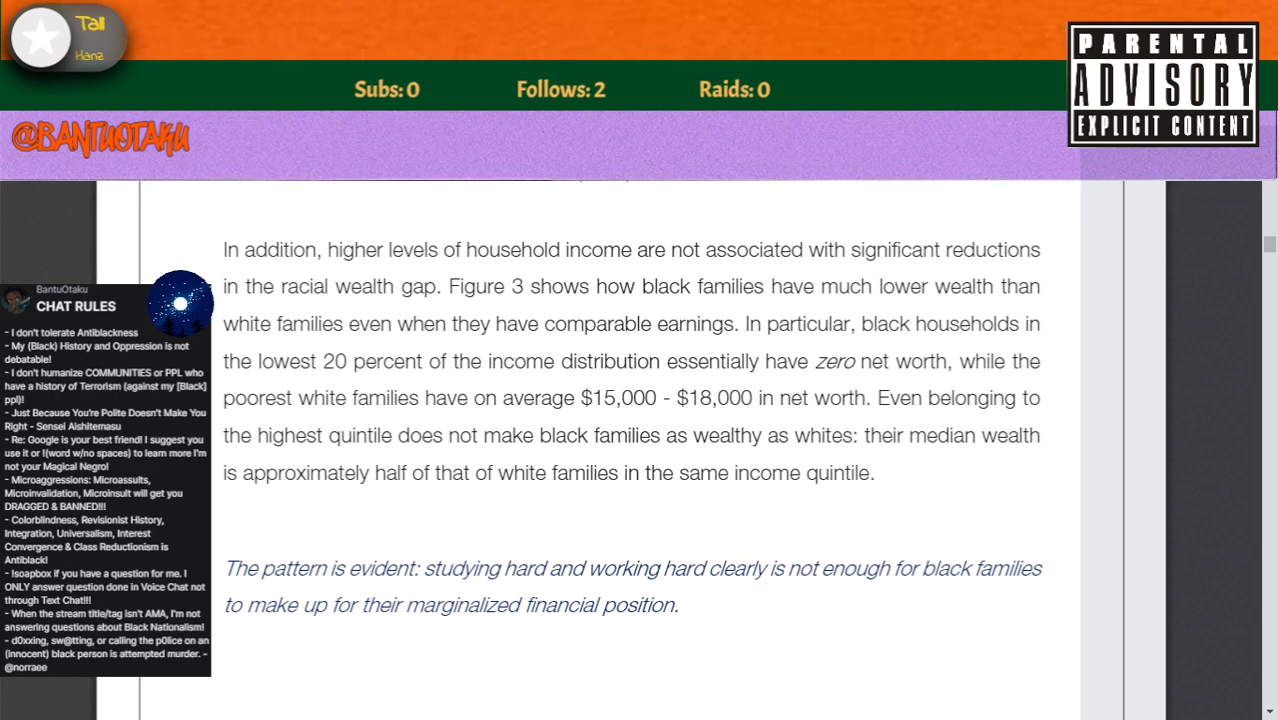 Tall
Hanz
PARENTAL
ADVISORY
EXPLICIT CONTENT
Subs: 0
Follows: 2
Raids: 0
@BANTUOTAKU
In addition, higher levels of household income are not associated with significant reductions
in the racial wealth gap. Figure 3 shows how black families have much lower wealth than
white families even when they have comparable earnings. In particular, black households in
the lowest 20 percent of the income distribution essentially have zero net worth, while the
poorest white families have on average $15,000 - $18,000 in net worth. Even belonging to
the highest quintile does not make black families as wealthy as whites: their median wealth
is approximately half of that of white families in the same income quintile.
The pattern is evident: studying hard and working hard clearly is not enough for black families
to make up for their marginalized financial position.
BantuOtaku
CHAT RULES
- I don't tolerate Antiblackness
- My (Black) History and Oppression is not
debatable!
- I don't humanize COMMUNITIES or PPL who
have a history of Terrorism (against my [Black]
ppl)!
- Just Because You're Polite Doesn't Make You
Right - Sensei Aishitemasu
- Re: Google is your best friend! I suggest you
use it or !(word w/no spaces) to learn more I'm
not your Magical Negro!
- Microaggressions: Microassults,
Microinvalidation, Microinsult will get you
DRAGGED & BANNED!!!
- Colorblindness, Revisionist History,
Integration, Universalism, Interest
Convergence & Class Reductionism is
Antiblack!
- !soapbox if you have a question for me. I
ONLY answer question done in Voice Chat not
through Text Chat!!!
- When the stream title/tag isn't AMA, I'm not
answering questions about Black Nationalism!
- d0xxing, sw@tting, or calling the p0lice on an
(innocent) black person is attempted murder. -
@norraee